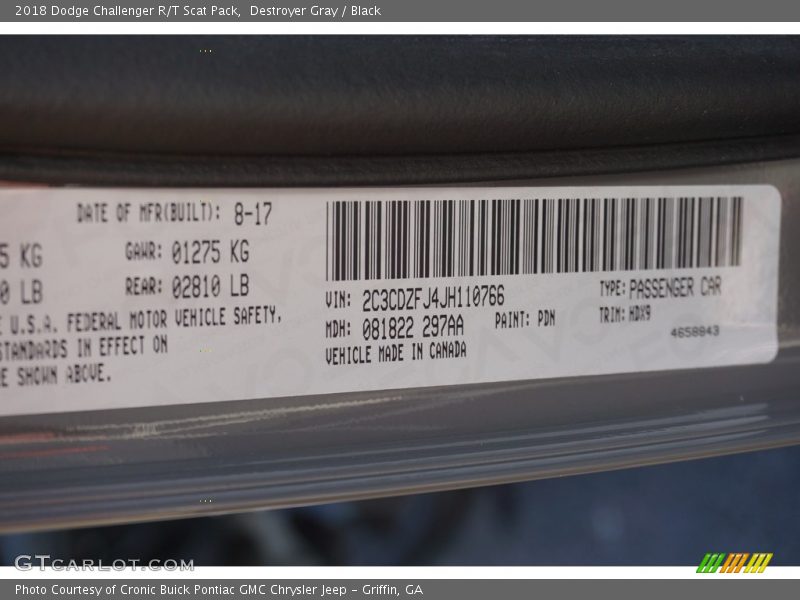 2018 Dodge Challenger R/T Scat Pack, Destroyer Gray / Black
DATE OF MFR(BUILT): 8-17
5 KG GAWR: 01275 KG
0 LB REAR: 02810 LB
E U.S.A. FEDERAL MOTOR VEHICLE SAFETY,
STANDARDS IN EFFECT ON
E SHOWN ABOVE.
VIN: 2C3CDZFJ4JH110766 TYPE: PASSENGER CAR
MDH: 081822 297AA PAINT: PDN TRIM: HDX9
VEHICLE MADE IN CANADA
4658843
GTCARLOT.COM
Photo Courtesy of Cronic Buick Pontiac GMC Chrysler Jeep - Griffin, GA